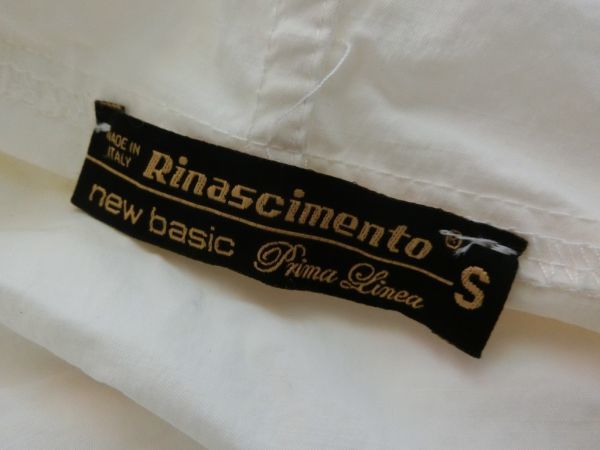 MADE IN
ITALY
Rinascimento®
new basic Prima Linea
S